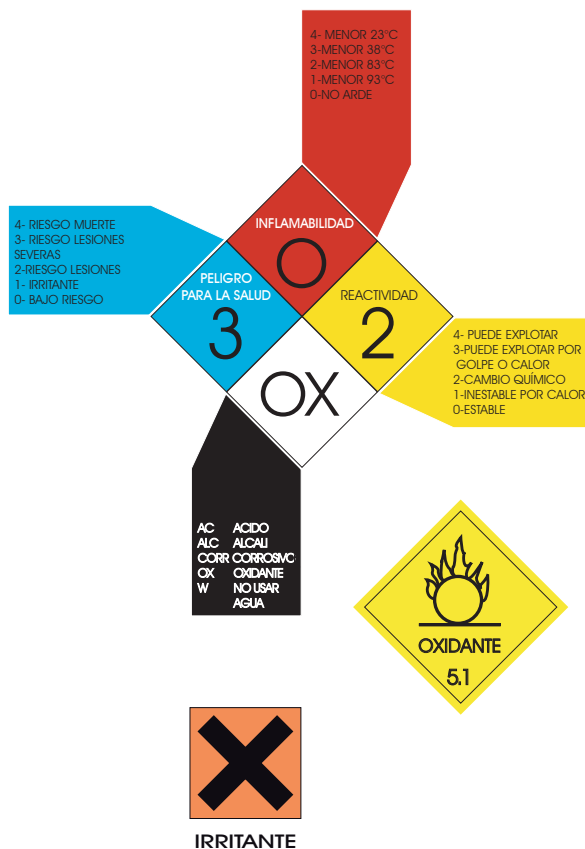 4- MENOR 23°C
3-MENOR 38°C
2-MENOR 83°C
1-MENOR 93°C
0-NO ARDE
4- RIESGO MUERTE
3- RIESGO LESIONES
SEVERAS
2-RIESGO LESIONES
1- IRRITANTE
0- BAJO RIESGO
INFLAMABILIDAD
0
PELIGRO
PARA LA SALUD
3
REACTIVIDAD
2
OX
4- PUEDE EXPLOTAR
3-PUEDE EXPLOTAR POR
GOLPE O CALOR
2-CAMBIO QUÍMICO
1-INESTABLE POR CALOR
0-ESTABLE
AC ACIDO
ALC ALCALI
CORR CORROSIVO
OX OXIDANTE
W NO USAR
AGUA
OXIDANTE
5.1
IRRITANTE